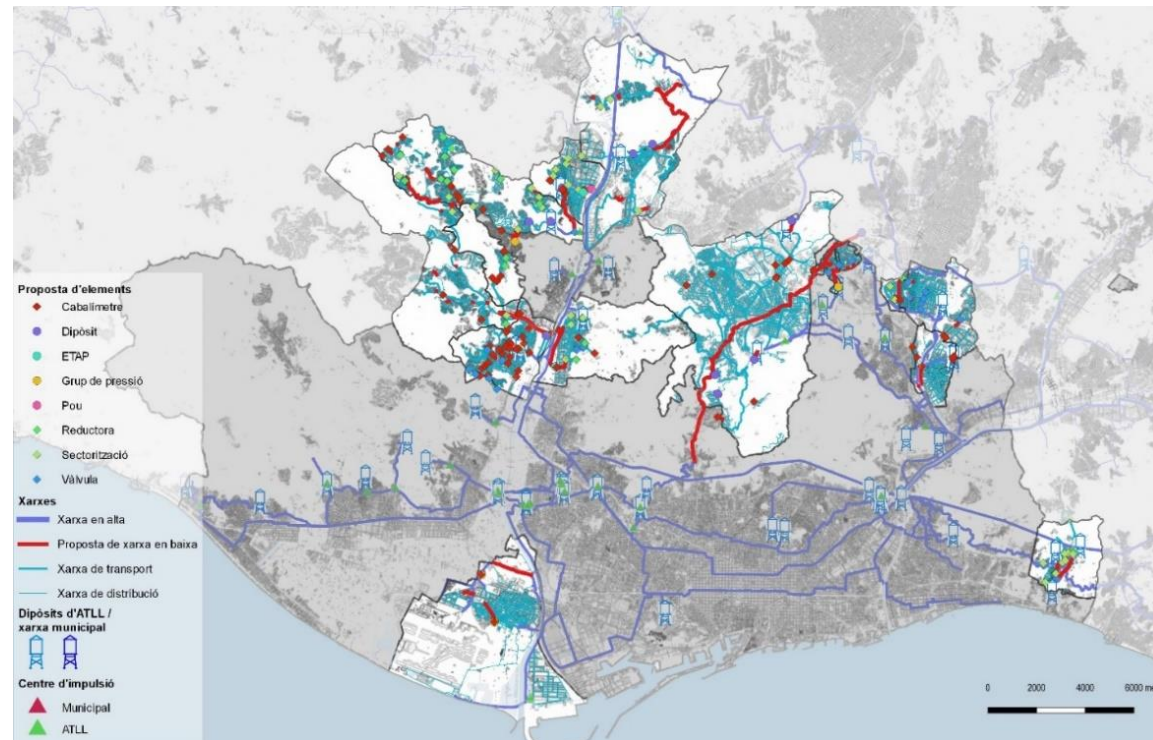 Proposta d'elements
Cabalímetre
Dipòsit
ETAP
Grup de pressió
Pou
Reductora
Sectorització
Vàlvula
Xarxes
Xarxa en alta
Proposta de xarxa en baixa
Xarxa de transport
Xarxa de distribució
Dipòsits d'ATLL /
xarxa municipal
Centre d'impulsió
Municipal
ATLL
0 2000 4000 6000 me